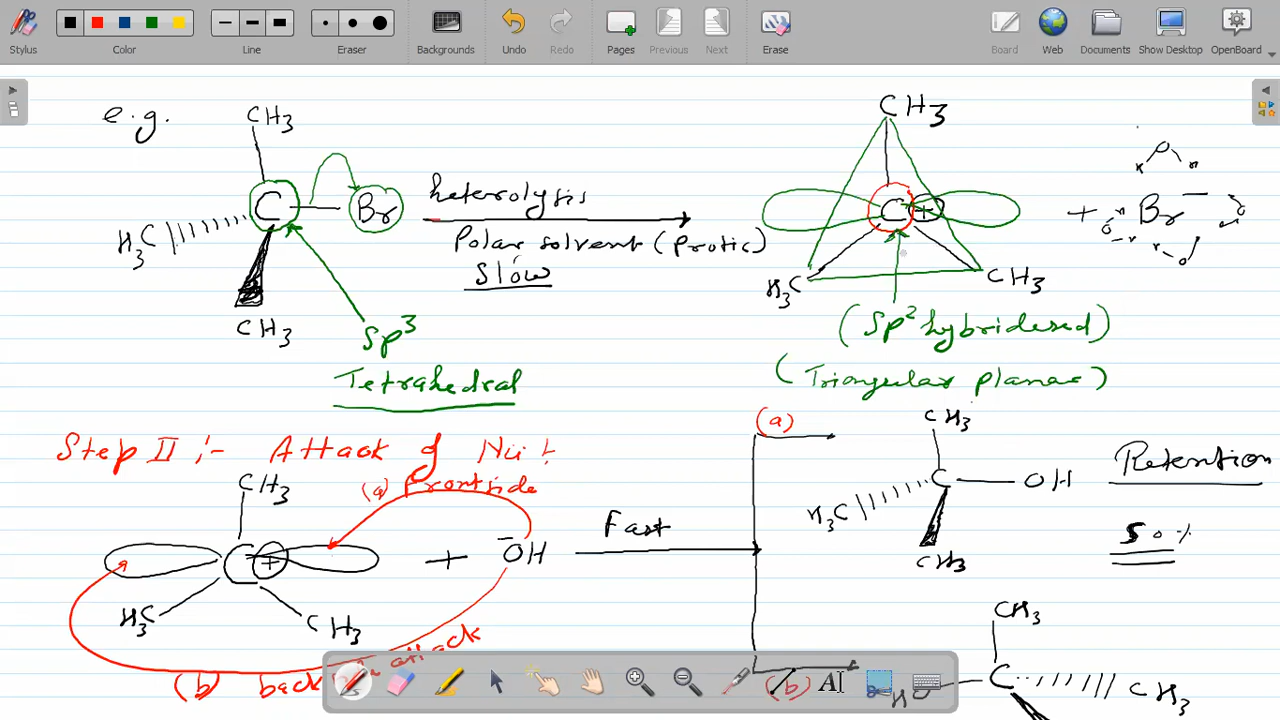 Stylus Color Line Eraser Backgrounds Undo Redo Pages Previous Next Erase Board Web Documents Show Desktop OpenBoard
e.g.
CH3
C Br
H3C
CH3
Sp3
Tetrahedral
heterolysis
Polar solvent (Protic)
Slow
CH3
C +
H3C CH3
+ Br -
(Sp2 hybridesed)
(Triangular planar)
Step II :- Attack of Nu :
(a) Frontside
CH3
C +
H3C CH3
+ -OH
Fast
(b) back attack
(a)
CH3
C OH
H3C
CH3
Retention
50%
(b)
CH3
HO C CH3